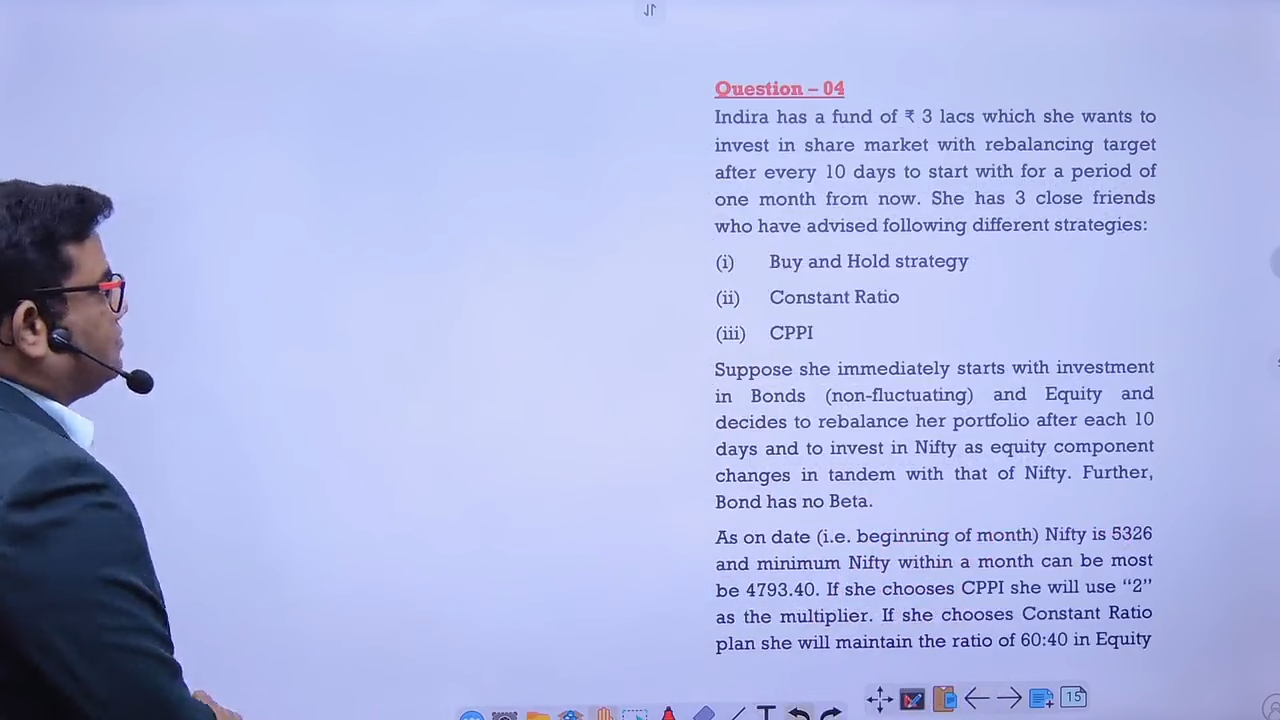 Question – 04
Indira has a fund of ₹ 3 lacs which she wants to
invest in share market with rebalancing target
after every 10 days to start with for a period of
one month from now. She has 3 close friends
who have advised following different strategies:
(i) Buy and Hold strategy
(ii) Constant Ratio
(iii) CPPI
Suppose she immediately starts with investment
in Bonds (non-fluctuating) and Equity and
decides to rebalance her portfolio after each 10
days and to invest in Nifty as equity component
changes in tandem with that of Nifty. Further,
Bond has no Beta.
As on date (i.e. beginning of month) Nifty is 5326
and minimum Nifty within a month can be most
be 4793.40. If she chooses CPPI she will use “2”
as the multiplier. If she chooses Constant Ratio
plan she will maintain the ratio of 60:40 in Equity
15